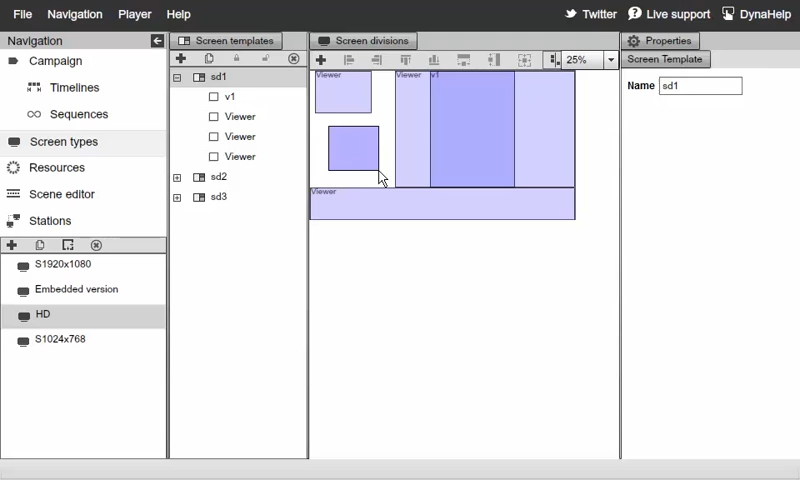 File Navigation Player Help Twitter Live support DynaHelp
Navigation
Campaign
Timelines
Sequences
Screen types
Resources
Scene editor
Stations
S1920x1080
Embedded version
HD
S1024x768
Screen templates
sd1
v1
Viewer
Viewer
Viewer
sd2
sd3
Screen divisions
25%
Viewer
Viewer v1
Viewer
Properties
Screen Template
Name sd1